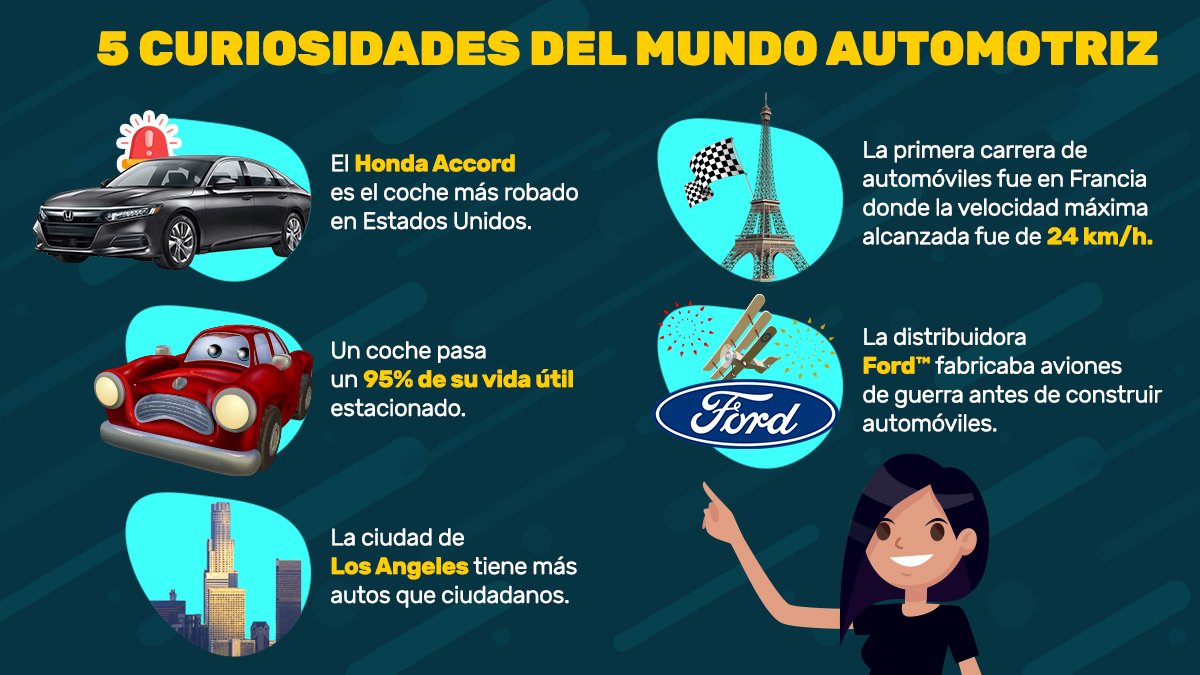 5 CURIOSIDADES DEL MUNDO AUTOMOTRIZ
El Honda Accord
es el coche más robado
en Estados Unidos.
Un coche pasa
un 95% de su vida útil
estacionado.
La ciudad de
Los Angeles tiene más
autos que ciudadanos.
La primera carrera de
automóviles fue en Francia
donde la velocidad máxima
alcanzada fue de 24 km/h.
Ford
La distribuidora
Ford™ fabricaba aviones
de guerra antes de construir
automóviles.